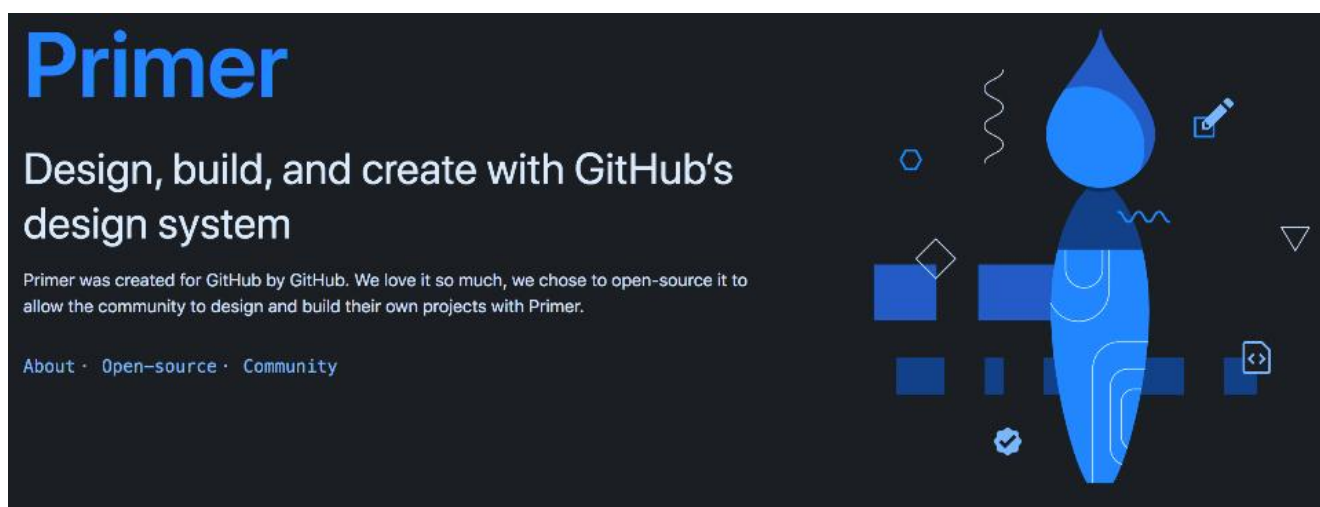 Primer
Design, build, and create with GitHub’s
design system
Primer was created for GitHub by GitHub. We love it so much, we chose to open-source it to
allow the community to design and build their own projects with Primer.
About · Open-source · Community